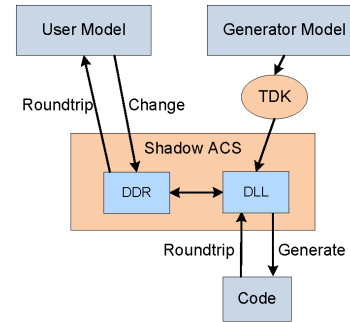 User Model
Generator Model
Roundtrip
Change
TDK
Shadow ACS
DDR
DLL
Roundtrip
Generate
Code